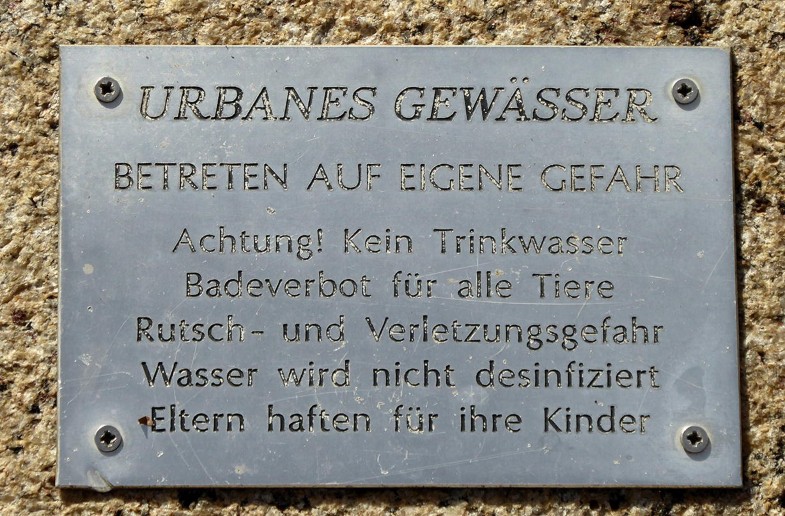 URBANES GEWÄSSER
BETRETEN AUF EIGENE GEFAHR
Achtung! Kein Trinkwasser
Badeverbot für alle Tiere
Rutsch- und Verletzungsgefahr
Wasser wird nicht desinfiziert
Eltern haften für ihre Kinder